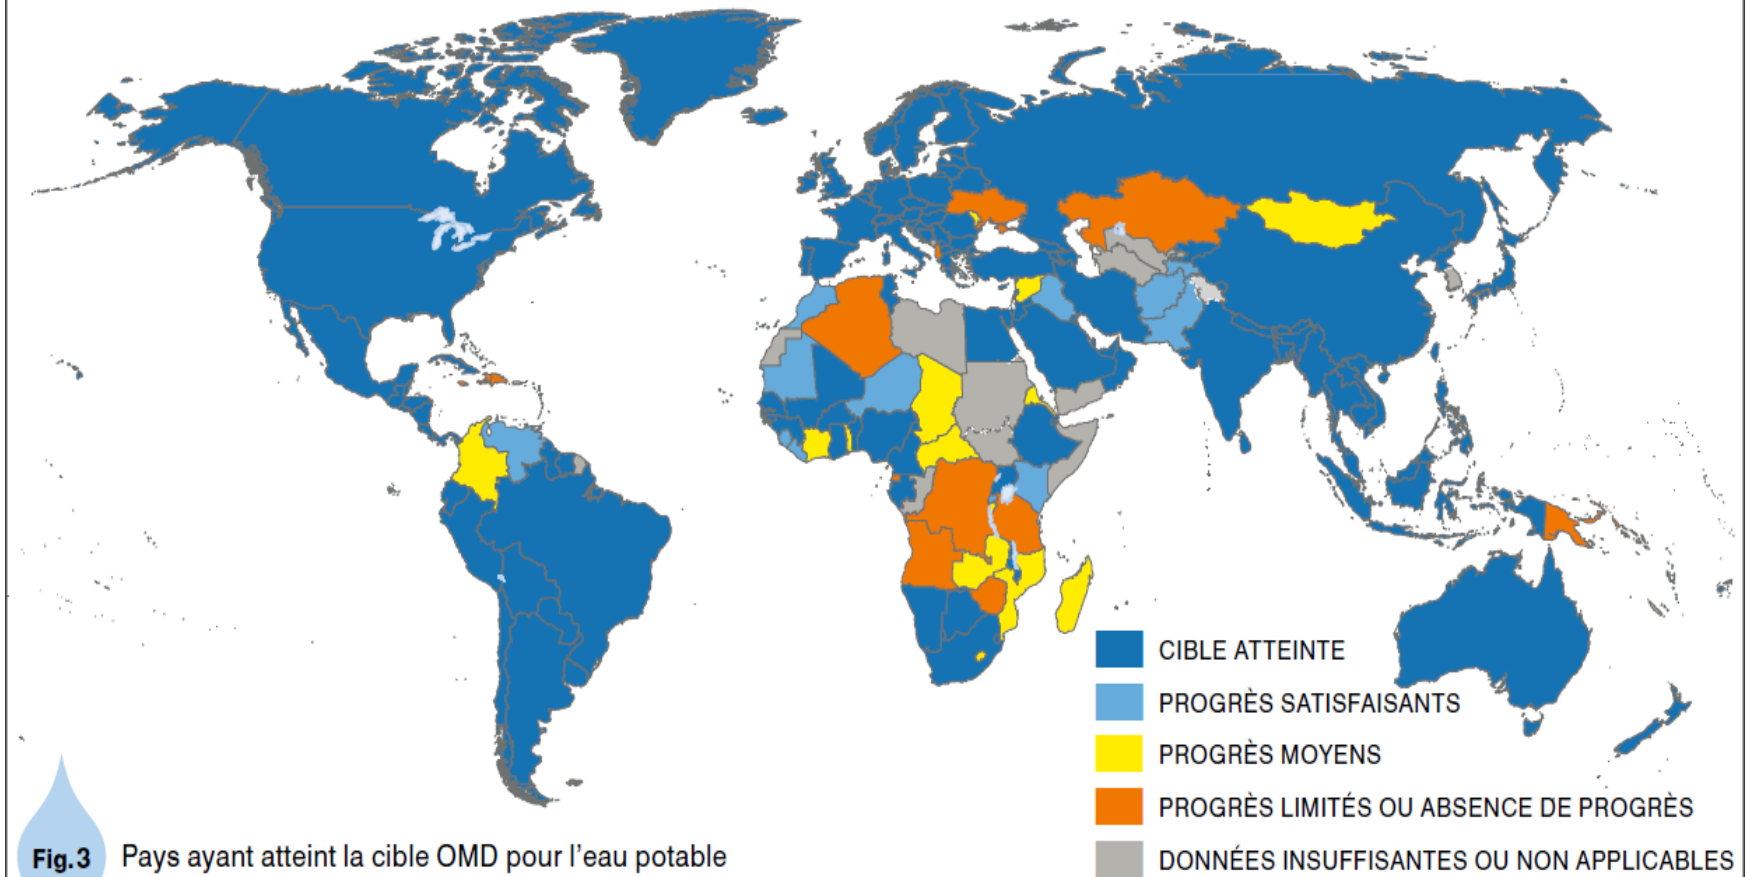 CIBLE ATTEINTE
PROGRÈS SATISFAISANTS
PROGRÈS MOYENS
PROGRÈS LIMITÉS OU ABSENCE DE PROGRÈS
DONNÉES INSUFFISANTES OU NON APPLICABLES
Fig.3 Pays ayant atteint la cible OMD pour l'eau potable